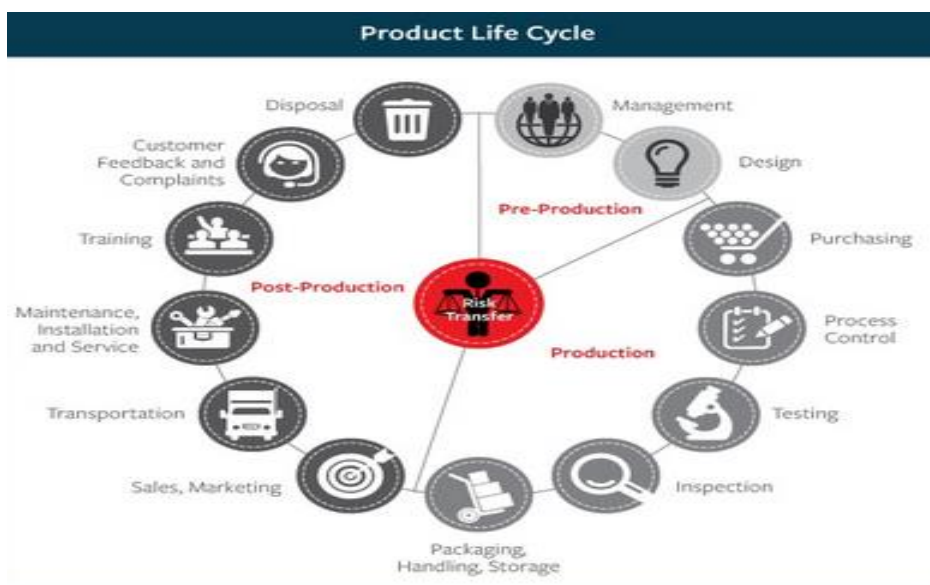 Product Life Cycle
Disposal
Management
Customer
Feedback and
Complaints
Design
Pre-Production
Training
Purchasing
Post-Production
Risk
Transfer
Maintenance,
Installation
and Service
Process
Control
Production
Transportation
Testing
Sales, Marketing
Inspection
Packaging,
Handling, Storage